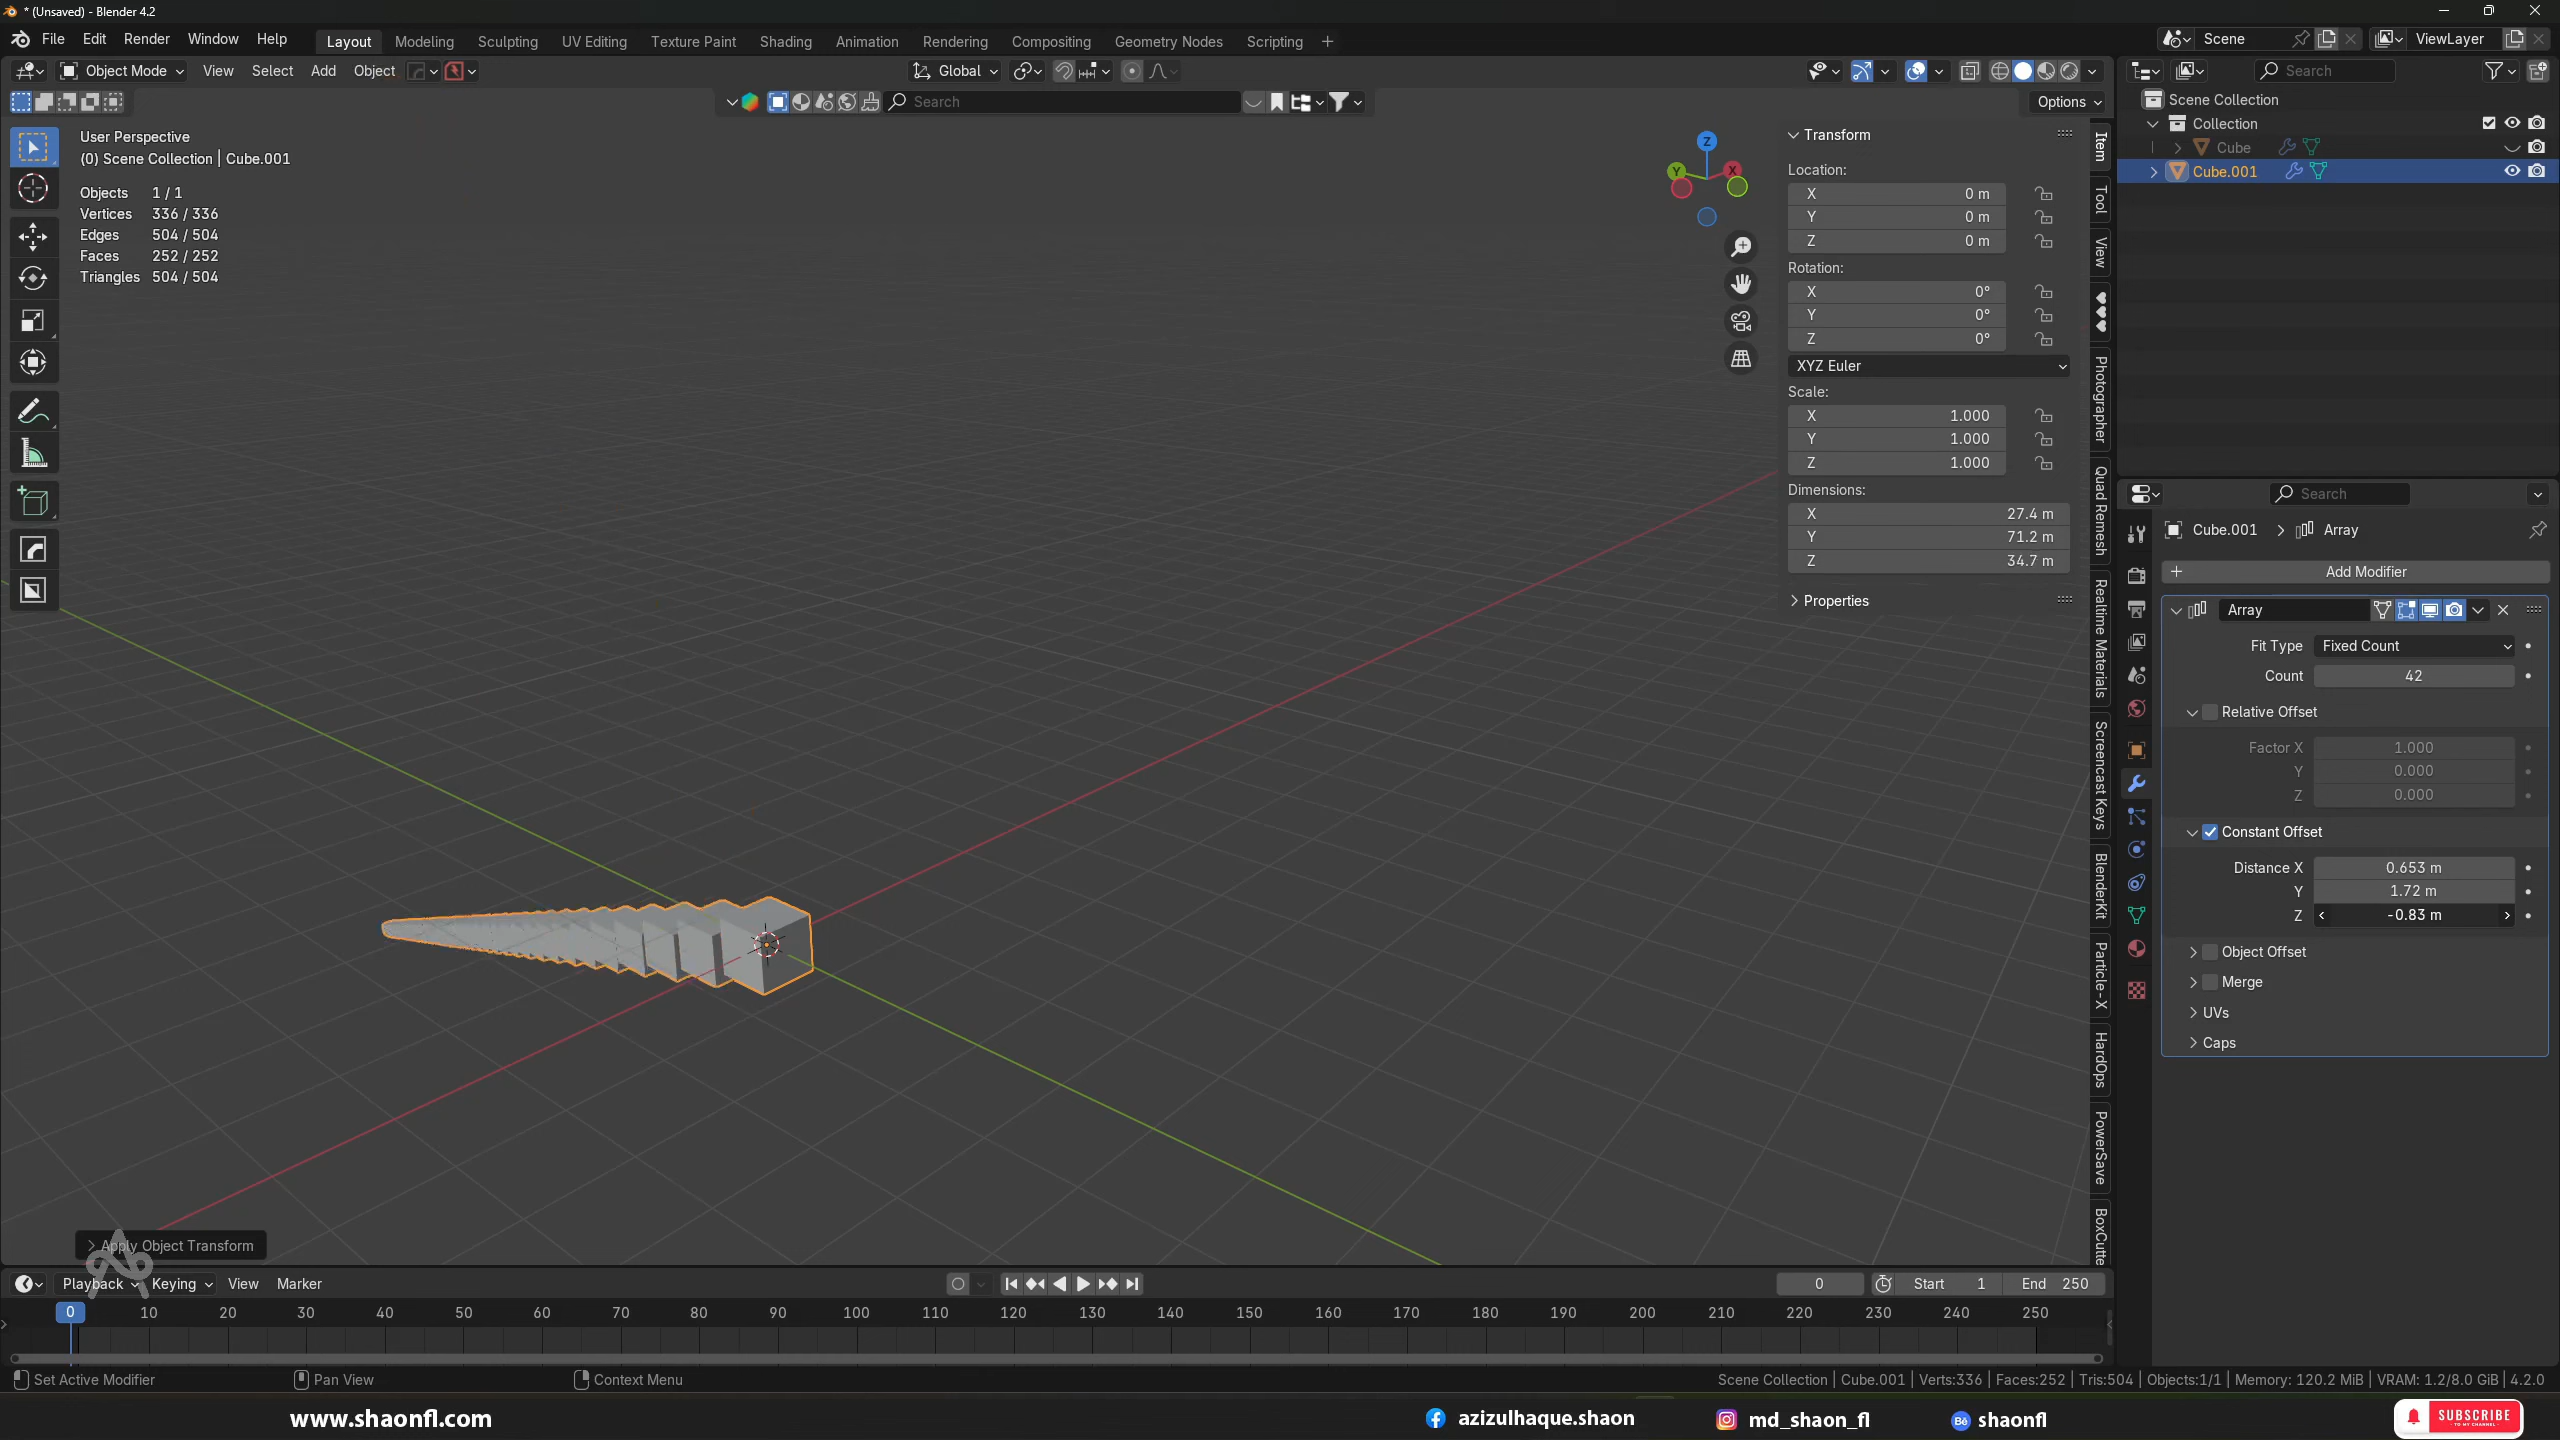 * (Unsaved) - Blender 4.2
File Edit Render Window Help Layout Modeling Sculpting UV Editing Texture Paint Shading Animation Rendering Compositing Geometry Nodes Scripting + Scene ViewLayer
Object Mode View Select Add Object Global Search
Search Options
User Perspective
(0) Scene Collection | Cube.001
Objects 1 / 1
Vertices 336 / 336
Edges 504 / 504
Faces 252 / 252
Triangles 504 / 504
Z
Y X
Transform
Location:
X 0 m
Y 0 m
Z 0 m
Rotation:
X 0°
Y 0°
Z 0°
XYZ Euler
Scale:
X 1.000
Y 1.000
Z 1.000
Dimensions:
X 27.4 m
Y 71.2 m
Z 34.7 m
Properties
Item
Tool
View
Photographer
Quad Remesh
Realtime Materials
Screencast Keys
BlenderKit
Particle-X
HardOps
PowerSave
BoxCutte
Scene Collection
Collection
Cube
Cube.001
Search
Cube.001 > Array
+ Add Modifier
Array
Fit Type Fixed Count
Count 42
Relative Offset
Factor X 1.000
Y 0.000
Z 0.000
Constant Offset
Distance X 0.653 m
Y 1.72 m
Z -0.83 m
Object Offset
Merge
UVs
Caps
Apply Object Transform
Playback Keying View Marker 0 Start 1 End 250
0 10 20 30 40 50 60 70 80 90 100 110 120 130 140 150 160 170 180 190 200 210 220 230 240 250
Set Active Modifier Pan View Context Menu Scene Collection | Cube.001 | Verts:336 | Faces:252 | Tris:504 | Objects:1/1 | Memory: 120.2 MiB | VRAM: 1.2/8.0 GiB | 4.2.0
www.shaonfl.com azizulhaque.shaon md_shaon_fl Bē shaonfl SUBSCRIBE
TO MY CHANNEL